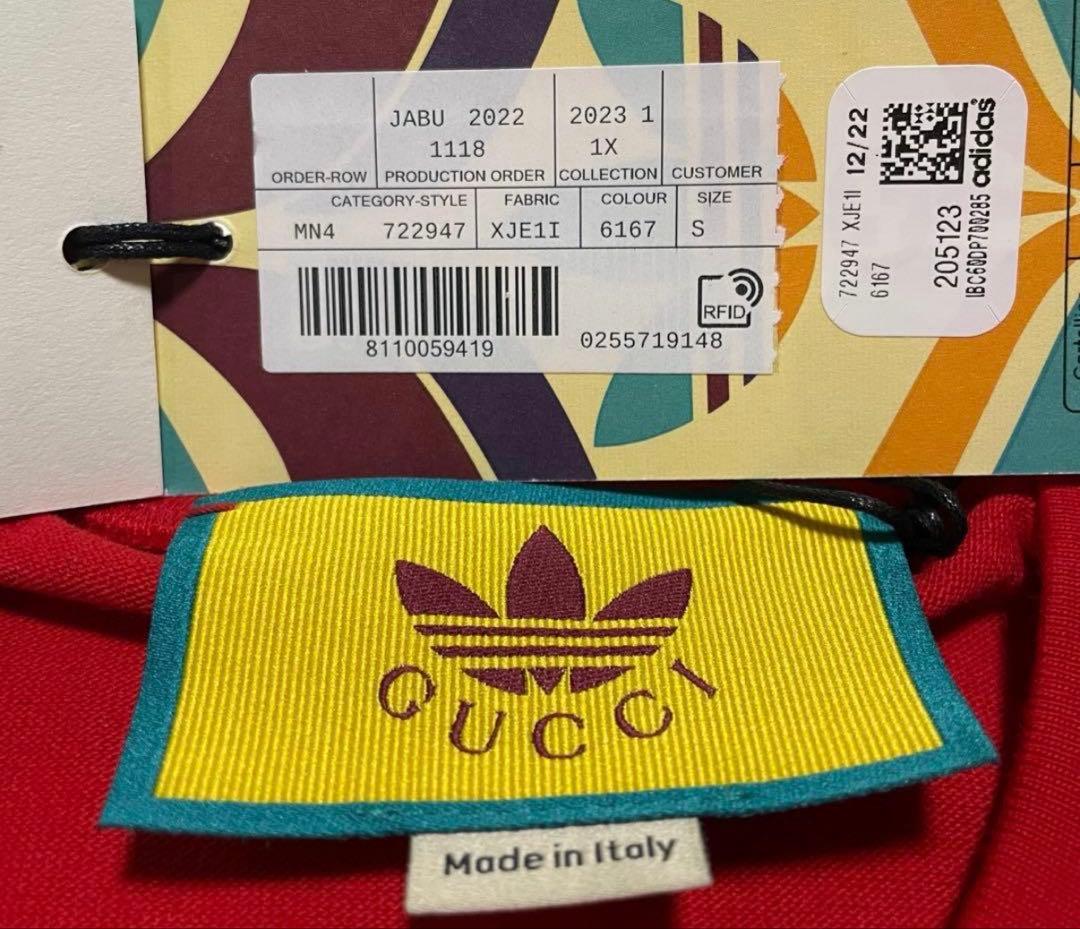 JABU 2022
1118
2023 1
1X
ORDER-ROW PRODUCTION ORDER COLLECTION CUSTOMER
CATEGORY-STYLE FABRIC COLOUR SIZE
MN4 722947 XJE1I 6167 S
RFID
8110059419
0255719148
722947 XJE1I 12/22
6167
205123
IBC60DP700285
adidas
GUCCI
Made in Italy